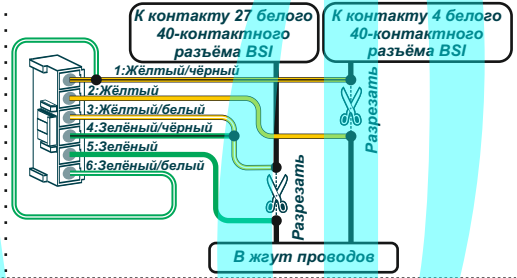 К контакту 27 белого
40-контактного
разъёма BSI
К контакту 4 белого
40-контактного
разъёма BSI
1:Жёлтый/чёрный
2:Жёлтый
3:Жёлтый/белый
4:Зелёный/чёрный
5:Зелёный
6:Зелёный/белый
Разрезать
Разрезать
В жгут проводов